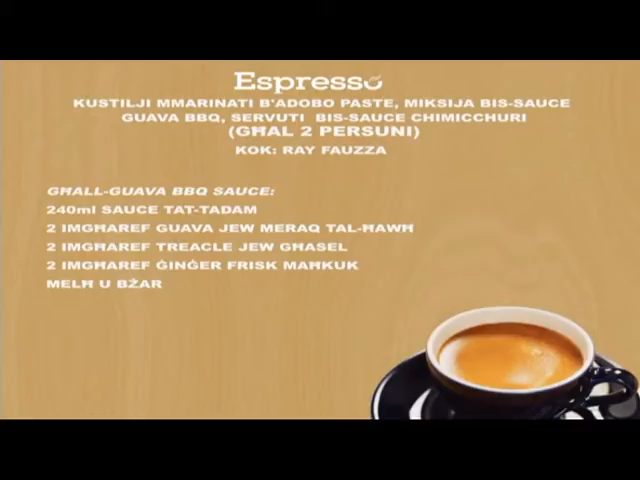 Espresso
KUSTILJI MMARINATI B'ADOBO PASTE, MIKSIJA BIS-SAUCE
GUAVA BBQ, SERVUTI BIS-SAUCE CHIMICCHURI
(GĦAL 2 PERSUNI)
KOK: RAY FAUZZA
GĦALL-GUAVA BBQ SAUCE:
240ml SAUCE TAT-TADAM
2 IMGĦAREF GUAVA JEW MERAQ TAL-ĦAWĦ
2 IMGĦAREF TREACLE JEW GĦASEL
2 IMGĦAREF ĠINĠER FRISK MAĦKUK
MELĦ U BŻAR